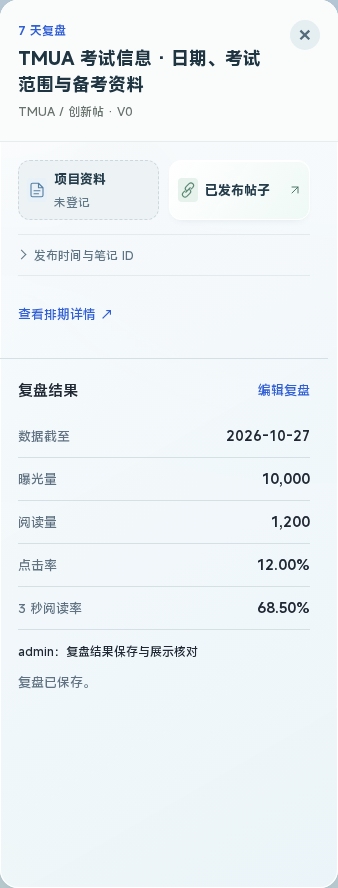 7 天复盘
TMUA 考试信息 · 日期、考试
范围与备考资料
TMUA / 创新帖 · V0
项目资料
未登记
已发布帖子
发布时间与笔记 ID
查看排期详情 ↗
复盘结果
编辑复盘
数据截至
2026-10-27
曝光量
10,000
阅读量
1,200
点击率
12.00%
3 秒阅读率
68.50%
admin：复盘结果保存与展示核对
复盘已保存。